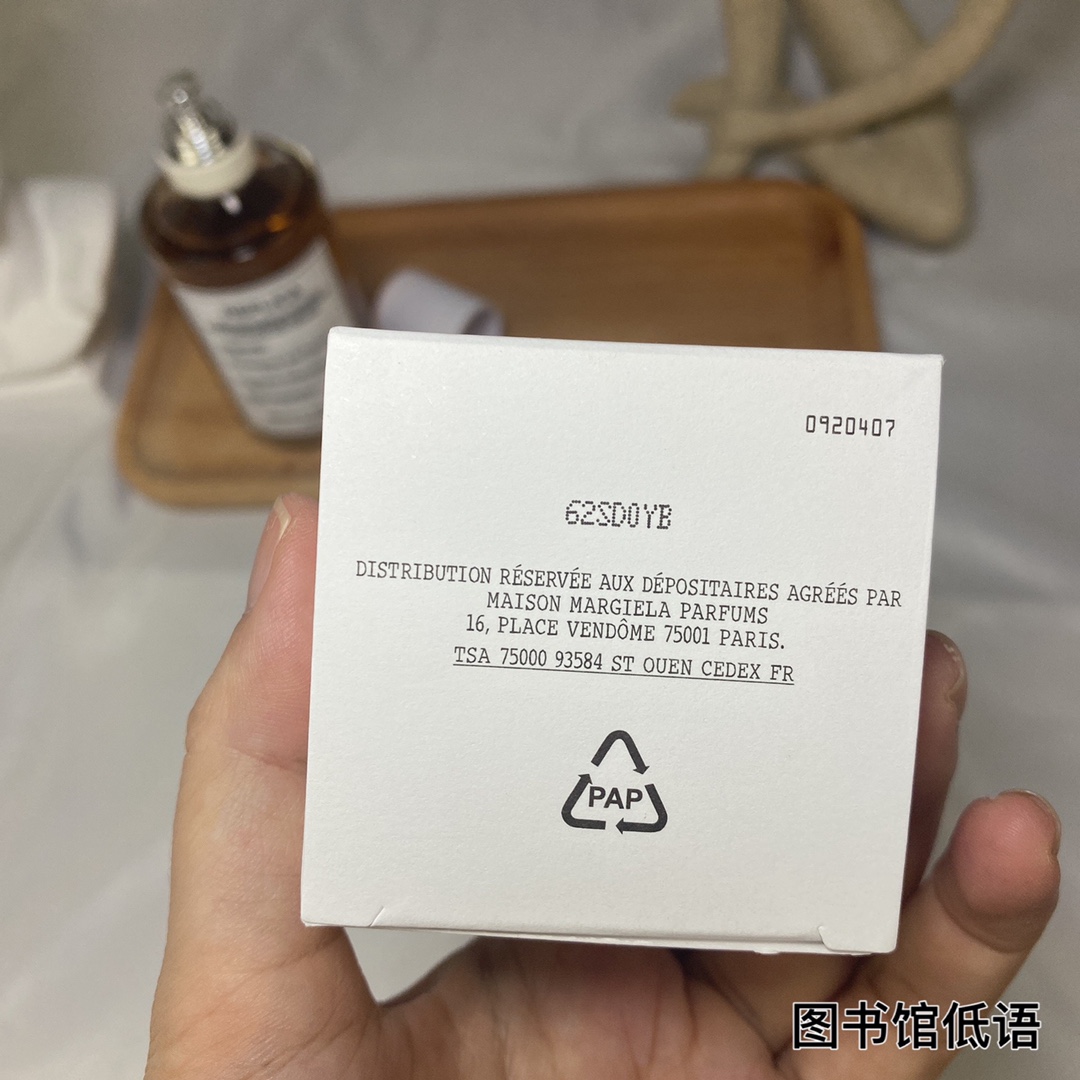 0920407
62SD0YB
DISTRIBUTION RÉSERVÉE AUX DÉPOSITAIRES AGRÉÉS PAR
MAISON MARGIELA PARFUMS
16, PLACE VENDÔME 75001 PARIS.
TSA 75000 93584 ST OUEN CEDEX FR
PAP
图书馆低语